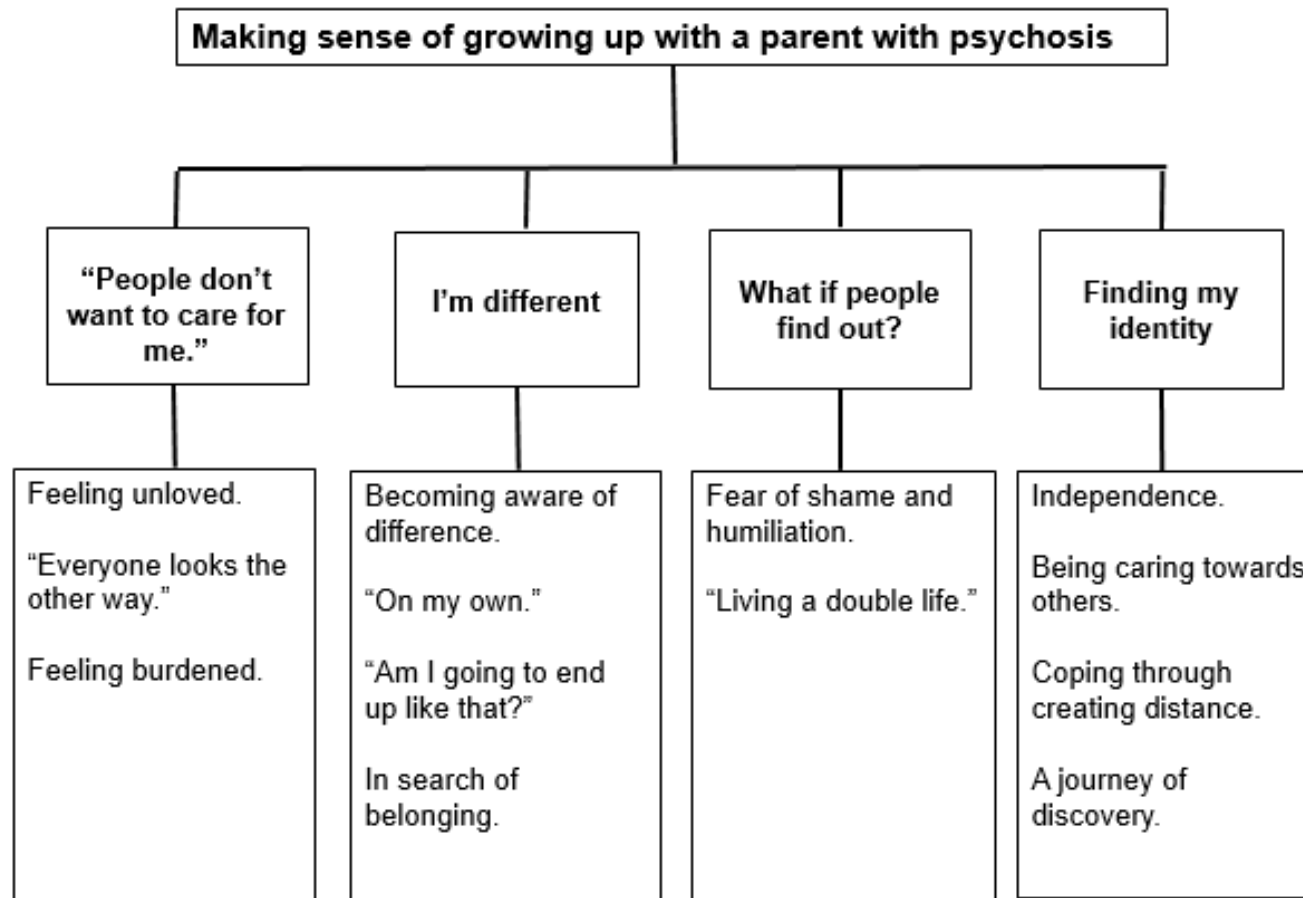 Making sense of growing up with a parent with psychosis
“People don’t
want to care for
me.”
I’m different
What if people
find out?
Finding my
identity
Feeling unloved.
“Everyone looks the
other way.”
Feeling burdened.
Becoming aware of
difference.
“On my own.”
“Am I going to end
up like that?”
In search of
belonging.
Fear of shame and
humiliation.
“Living a double life.”
Independence.
Being caring towards
others.
Coping through
creating distance.
A journey of
discovery.